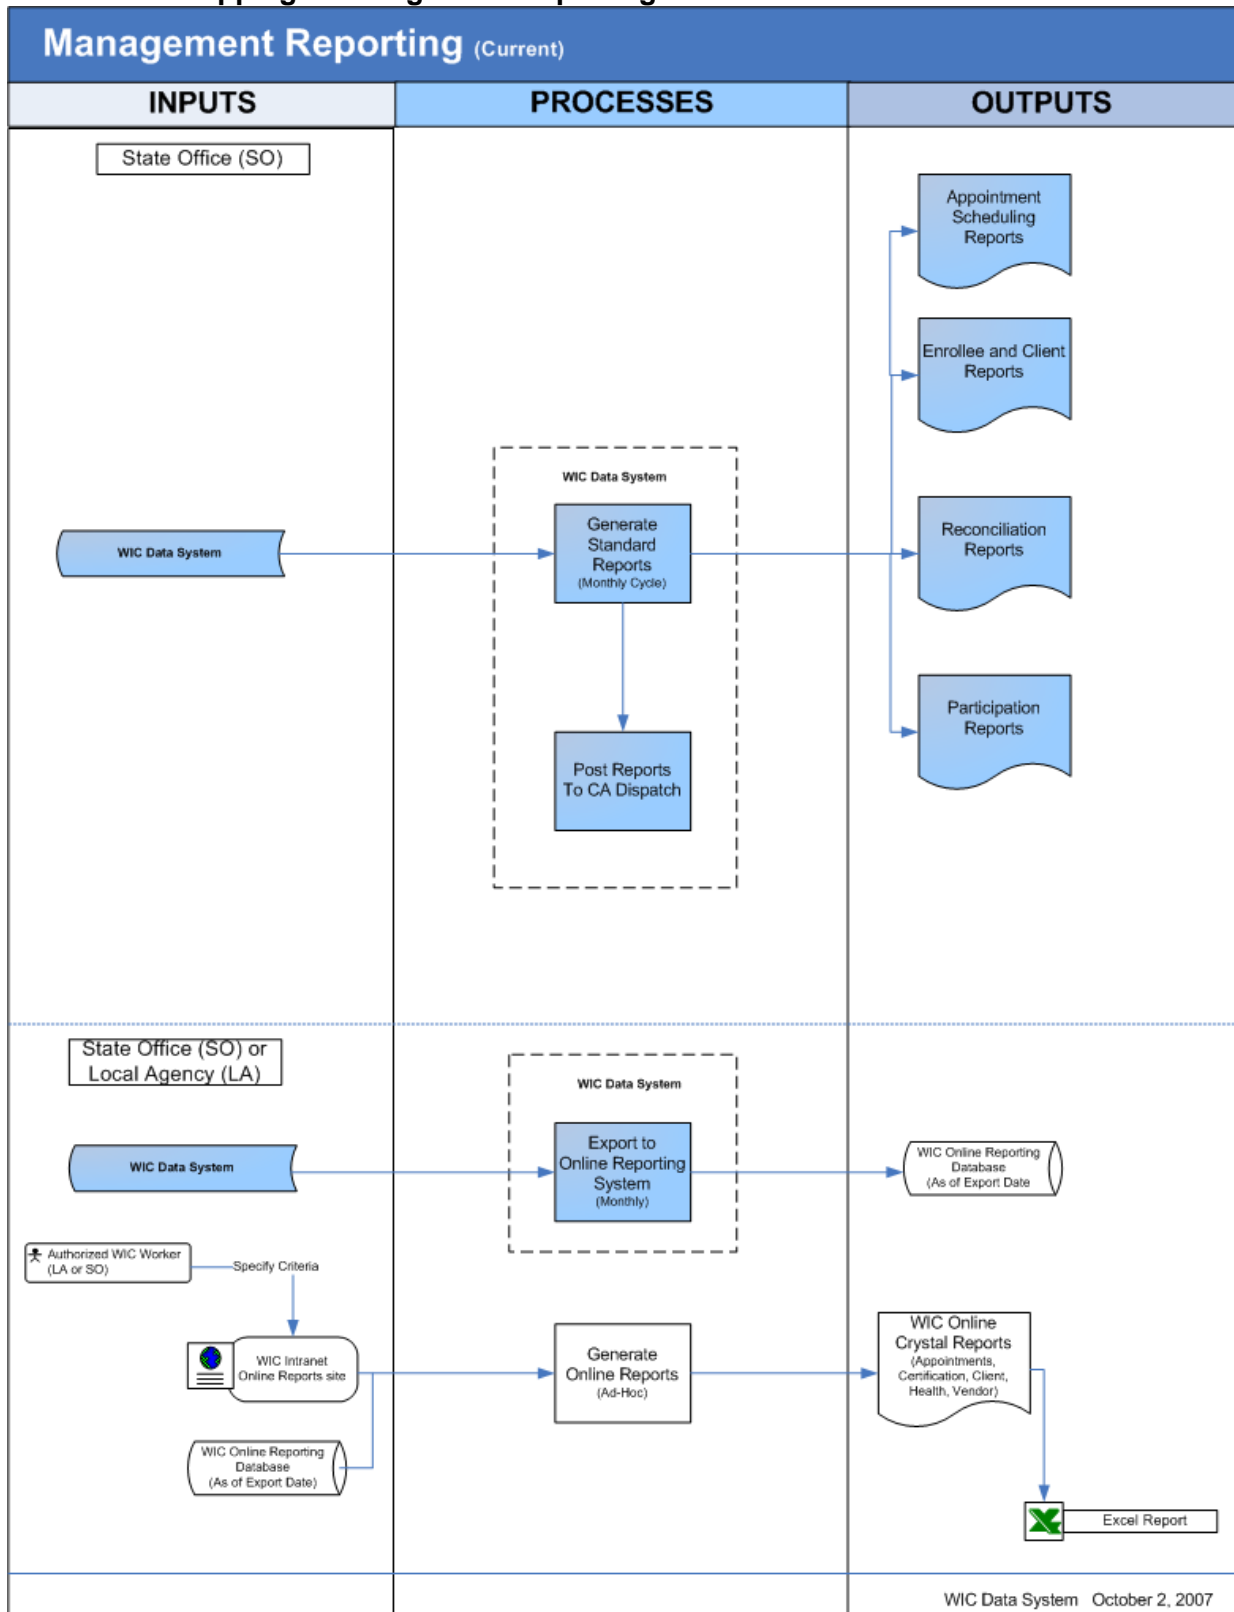 Management Reporting (Current)
INPUTS
PROCESSES
OUTPUTS
State Office (SO)
Appointment
Scheduling
Reports
Enrollee and Client
Reports
WIC Data System
WIC Data System
Generate
Standard
Reports
(Monthly Cycle)
Reconciliation
Reports
Participation
Reports
Post Reports
To CA Dispatch
State Office (SO) or
Local Agency (LA)
WIC Data System
WIC Data System
Export to
Online Reporting
System
(Monthly)
WIC Online Reporting
Database
(As of Export Date
Authorized WIC Worker
(LA or SO)
Specify Criteria
WIC Intranet
Online Reports site
Generate
Online Reports
(Ad-Hoc)
WIC Online
Crystal Reports
(Appointments,
Certification, Client,
Health, Vendor)
WIC Online Reporting
Database
(As of Export Date)
Excel Report
WIC Data System October 2, 2007